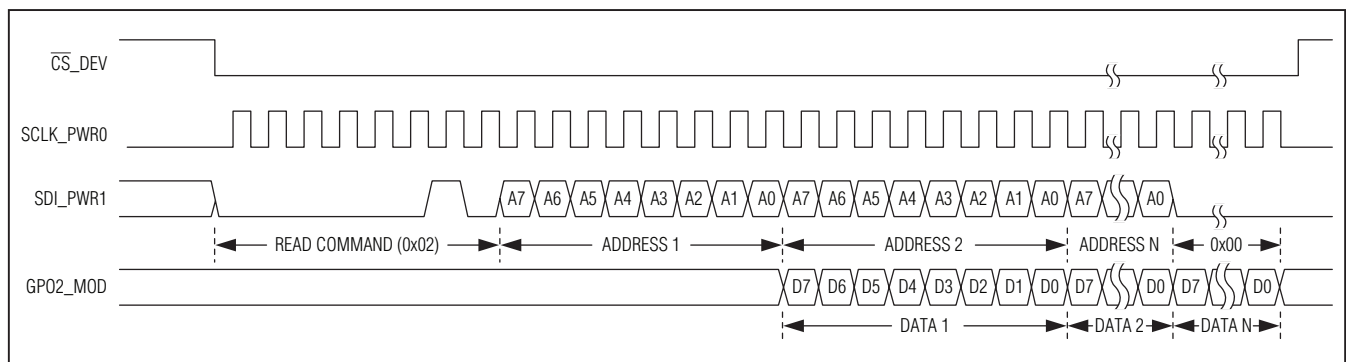 CS_DEV
SCLK_PWR0
SDI_PWR1 A7 A6 A5 A4 A3 A2 A1 A0 A7 A6 A5 A4 A3 A2 A1 A0 A7 A0
READ COMMAND (0x02) ADDRESS 1 ADDRESS 2 ADDRESS N 0x00
GPO2_MOD D7 D6 D5 D4 D3 D2 D1 D0 D7 D0 D7 D0
DATA 1 DATA 2 DATA N